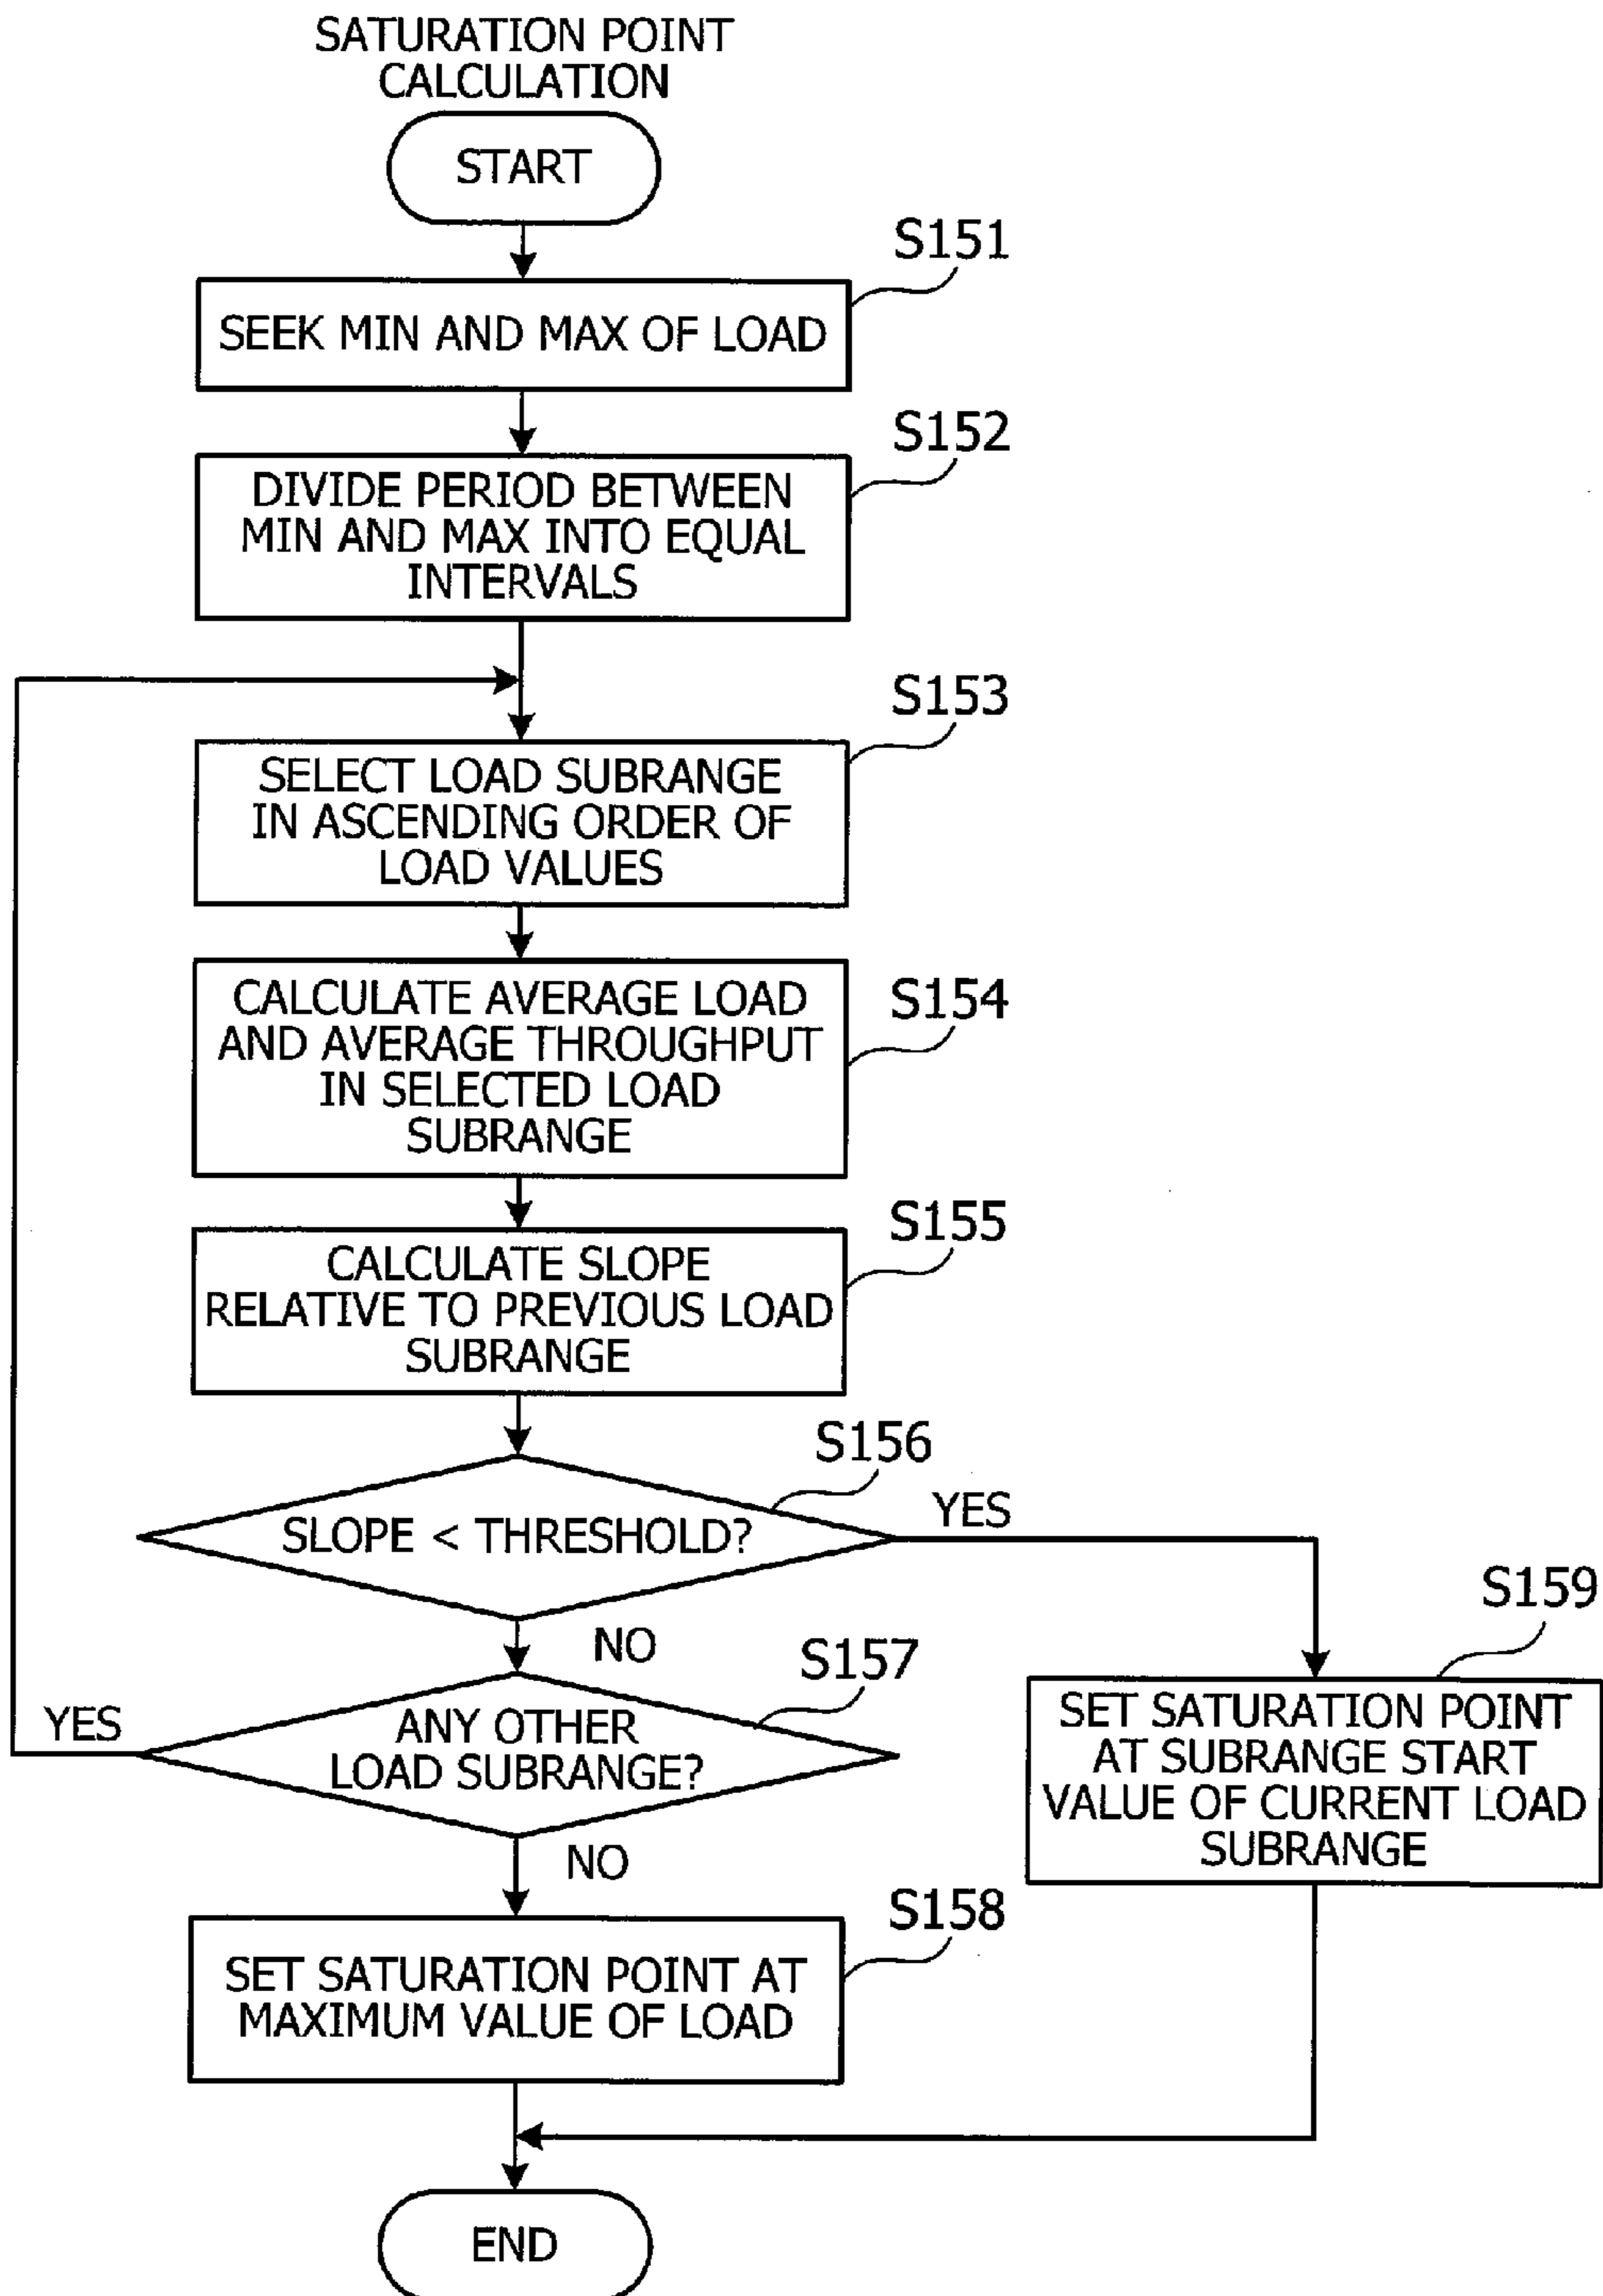 SATURATION POINT
CALCULATION
START
S151
SEEK MIN AND MAX OF LOAD
S152
DIVIDE PERIOD BETWEEN
MIN AND MAX INTO EQUAL
INTERVALS
S153
SELECT LOAD SUBRANGE
IN ASCENDING ORDER OF
LOAD VALUES
S154
CALCULATE AVERAGE LOAD
AND AVERAGE THROUGHPUT
IN SELECTED LOAD
SUBRANGE
S155
CALCULATE SLOPE
RELATIVE TO PREVIOUS LOAD
SUBRANGE
S156
SLOPE < THRESHOLD?
YES
NO
S157
ANY OTHER
LOAD SUBRANGE?
YES
NO
S158
SET SATURATION POINT AT
MAXIMUM VALUE OF LOAD
S159
SET SATURATION POINT
AT SUBRANGE START
VALUE OF CURRENT LOAD
SUBRANGE
END